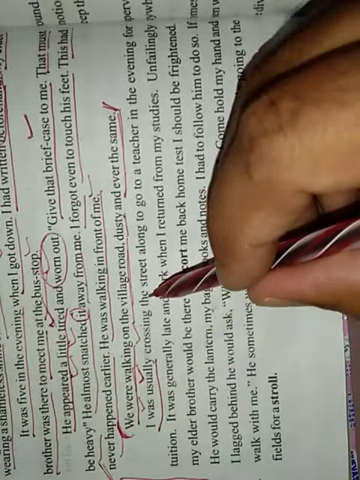 wearing a shameless
It was five in the evening when I got down. I had written beforehand
brother was there to meet me at the bus-stop.
He appeared a little tired and worn out. "Give that brief-case to me. That must
be heavy" He almost snatched it away from me. I forgot even to touch his feet. This had
never happened earlier. He was walking in front of me.
We were walking on the village road, dusty and ever the same.
I was usually crossing the street along to go to a teacher in the evening for
tuition. It was generally late and when I returned from my studies. Unfailingly
my elder brother would be there me back home test I should be frightened.
He would carry the lantern, my and notes. I had to follow him to do so. If
I lagged behind he would ask, "W Come hold my hand and
walk with me." He sometimes going to the
fields for a stroll.